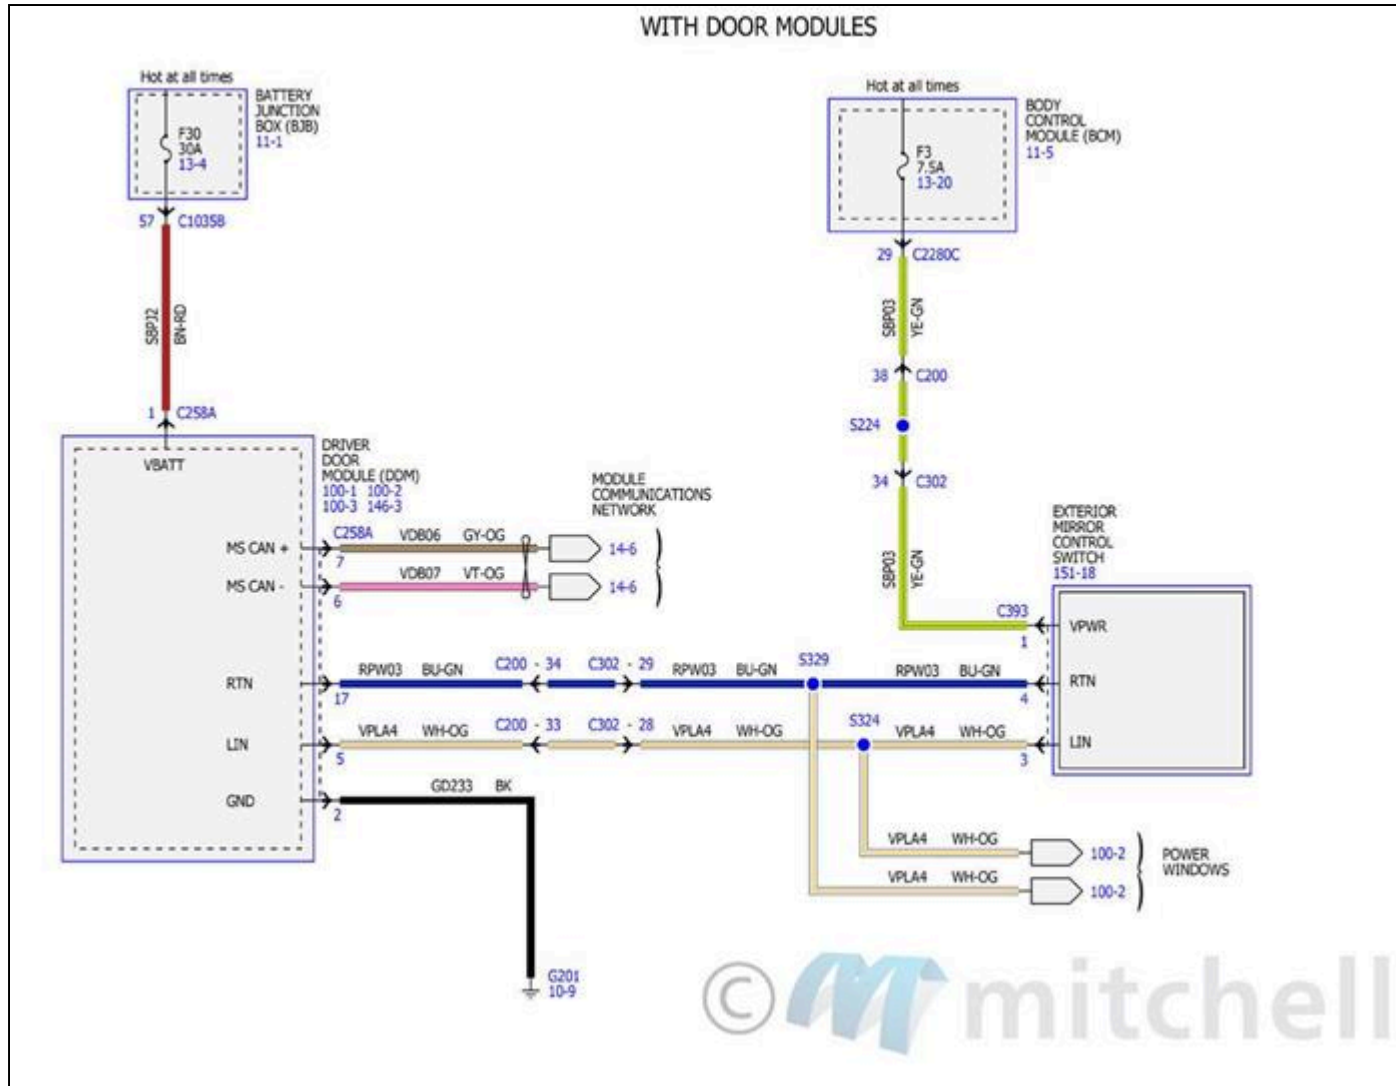 WITH DOOR MODULES
Hot at all times
F30
30A
13-4
BATTERY
JUNCTION
BOX (BJB)
11-1
57 C1035B
SBPJ2
BN-RD
1 C258A
Hot at all times
F3
7.5A
13-20
BODY
CONTROL
MODULE (BCM)
11-5
29 C2280C
SBP03
YE-GN
38 C200
S224
34 C302
SBP03
YE-GN
VBATT
DRIVER
DOOR
MODULE (DDM)
100-1 100-2
100-3 146-3
MODULE
COMMUNICATIONS
NETWORK
MS CAN +
C258A
7
VDB06 GY-OG
14-6
MS CAN -
6
VDB07 VT-OG
14-6
EXTERIOR
MIRROR
CONTROL
SWITCH
151-18
C393
1
VPWR
RTN
17
RPW03 BU-GN
C200 - 34
C302 - 29
RPW03 BU-GN
S329
RPW03 BU-GN
4
RTN
LIN
5
VPLA4 WH-OG
C200 - 33
C302 - 28
VPLA4 WH-OG
S324
VPLA4 WH-OG
3
LIN
GND
2
GD233 BK
VPLA4 WH-OG
100-2
VPLA4 WH-OG
100-2
POWER
WINDOWS
G201
10-9
© mitchell